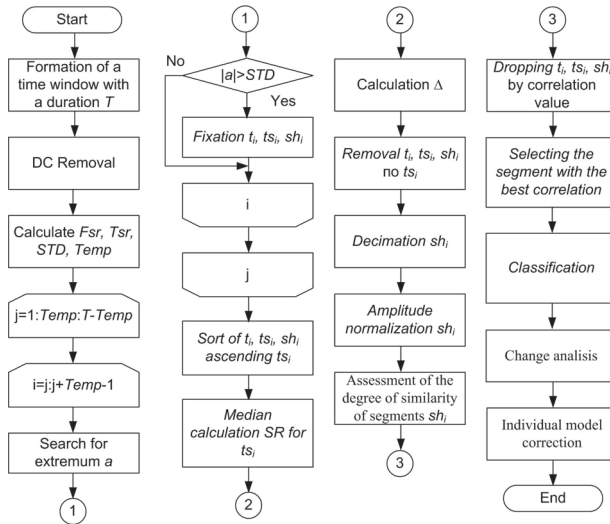 Start
Formation of a
time window with
a duration T
DC Removal
Calculate Fsr, Tsr,
STD, Temp
j=1:Temp:T-Temp
i=j:j+Temp-1
Search for
extremum a
1
1
No
|a|>STD
Yes
Fixation tᵢ, tsᵢ, shᵢ
i
j
Sort of tᵢ, tsᵢ, shᵢ
ascending tsᵢ
Median
calculation SR for
tsᵢ
2
2
Calculation Δ
Removal tᵢ, tsᵢ, shᵢ
по tsᵢ
Decimation shᵢ
Amplitude
normalization shᵢ
Assessment of the
degree of similarity
of segments shᵢ
3
3
Dropping tᵢ, tsᵢ, shᵢ
by correlation
value
Selecting the
segment with the
best correlation
Classification
Change analisis
Individual model
correction
End